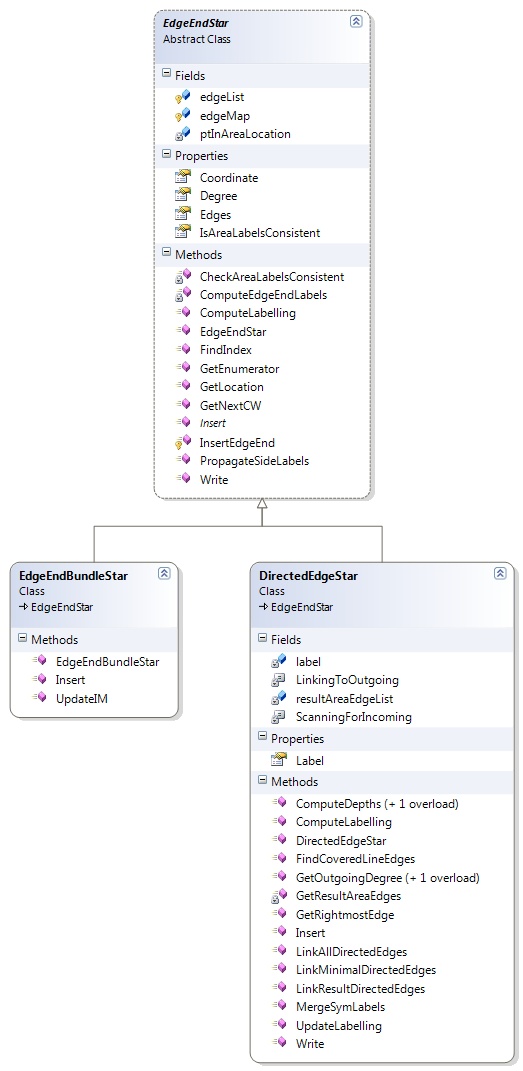 EdgeEndStar
Abstract Class
Fields
edgeList
edgeMap
ptInAreaLocation
Properties
Coordinate
Degree
Edges
IsAreaLabelsConsistent
Methods
CheckAreaLabelsConsistent
ComputeEdgeEndLabels
ComputeLabelling
EdgeEndStar
FindIndex
GetEnumerator
GetLocation
GetNextCW
Insert
InsertEdgeEnd
PropagateSideLabels
Write
EdgeEndBundleStar
Class
EdgeEndStar
Methods
EdgeEndBundleStar
Insert
UpdateIM
DirectedEdgeStar
Class
EdgeEndStar
Fields
label
LinkingToOutgoing
resultAreaEdgeList
ScanningForIncoming
Properties
Label
Methods
ComputeDepths (+ 1 overload)
ComputeLabelling
DirectedEdgeStar
FindCoveredLineEdges
GetOutgoingDegree (+ 1 overload)
GetResultAreaEdges
GetRightmostEdge
Insert
LinkAllDirectedEdges
LinkMinimalDirectedEdges
LinkResultDirectedEdges
MergeSymLabels
UpdateLabelling
Write